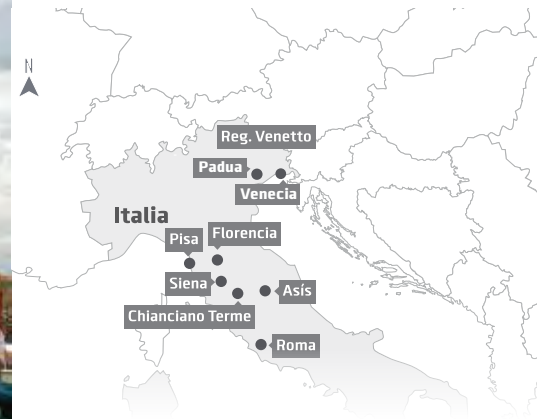 N
Reg. Venetto
Padua
Venecia
Italia
Florencia
Pisa
Siena
Asís
Chianciano Terme
Roma